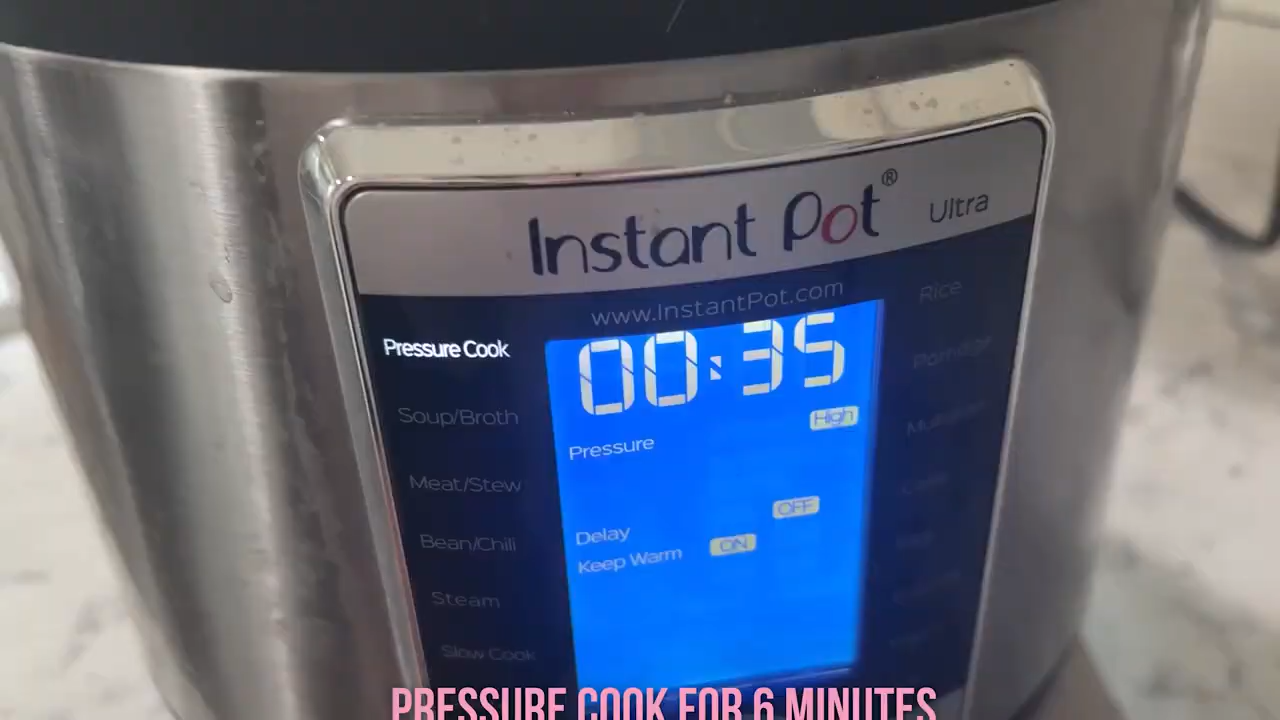 Instant Pot® Ultra
www.InstantPot.com
Rice
Pressure Cook
00:35
Porridge
High
Soup/Broth
Pressure
Meat/Stew
OFF
Delay
Bean/Chili
Keep Warm ON
Steam
Slow Cook
PRESSURE COOK FOR 6 MINUTES